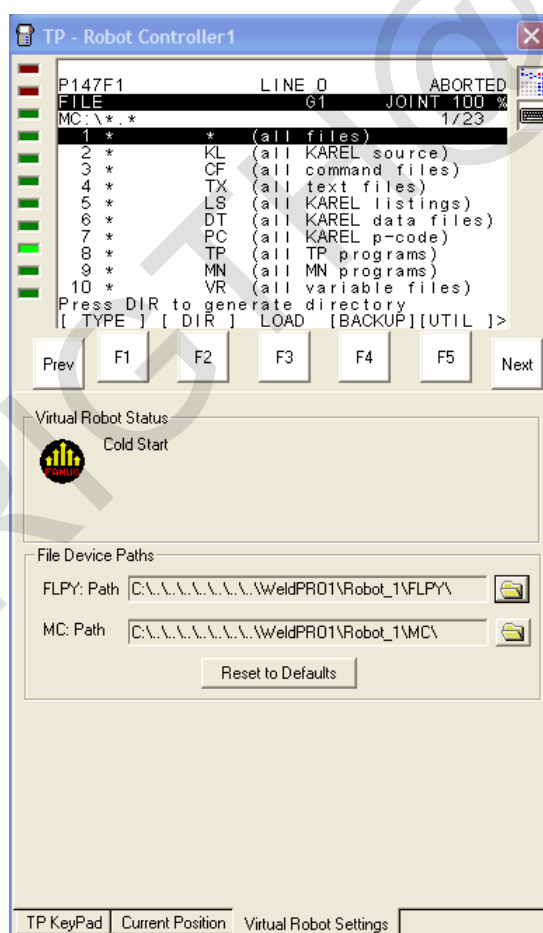 TP - Robot Controller1
P147F1 LINE 0 ABORTED
FILE G1 JOINT 100 %
MC:\*.* 1/23
1 * * (all files)
2 * KL (all KAREL source)
3 * CF (all command files)
4 * TX (all text files)
5 * LS (all KAREL listings)
6 * DT (all KAREL data files)
7 * PC (all KAREL p-code)
8 * TP (all TP programs)
9 * MN (all MN programs)
10 * VR (all variable files)
Press DIR to generate directory
[ TYPE ] [ DIR ] LOAD [BACKUP][UTIL ]>
Prev F1 F2 F3 F4 F5 Next
Virtual Robot Status
Cold Start
FANUC
File Device Paths
FLPY: Path C:\..\..\..\..\..\..\..\WeldPRO1\Robot_1\FLPY\
MC: Path C:\..\..\..\..\..\..\..\WeldPRO1\Robot_1\MC\
Reset to Defaults
TP KeyPad Current Position Virtual Robot Settings